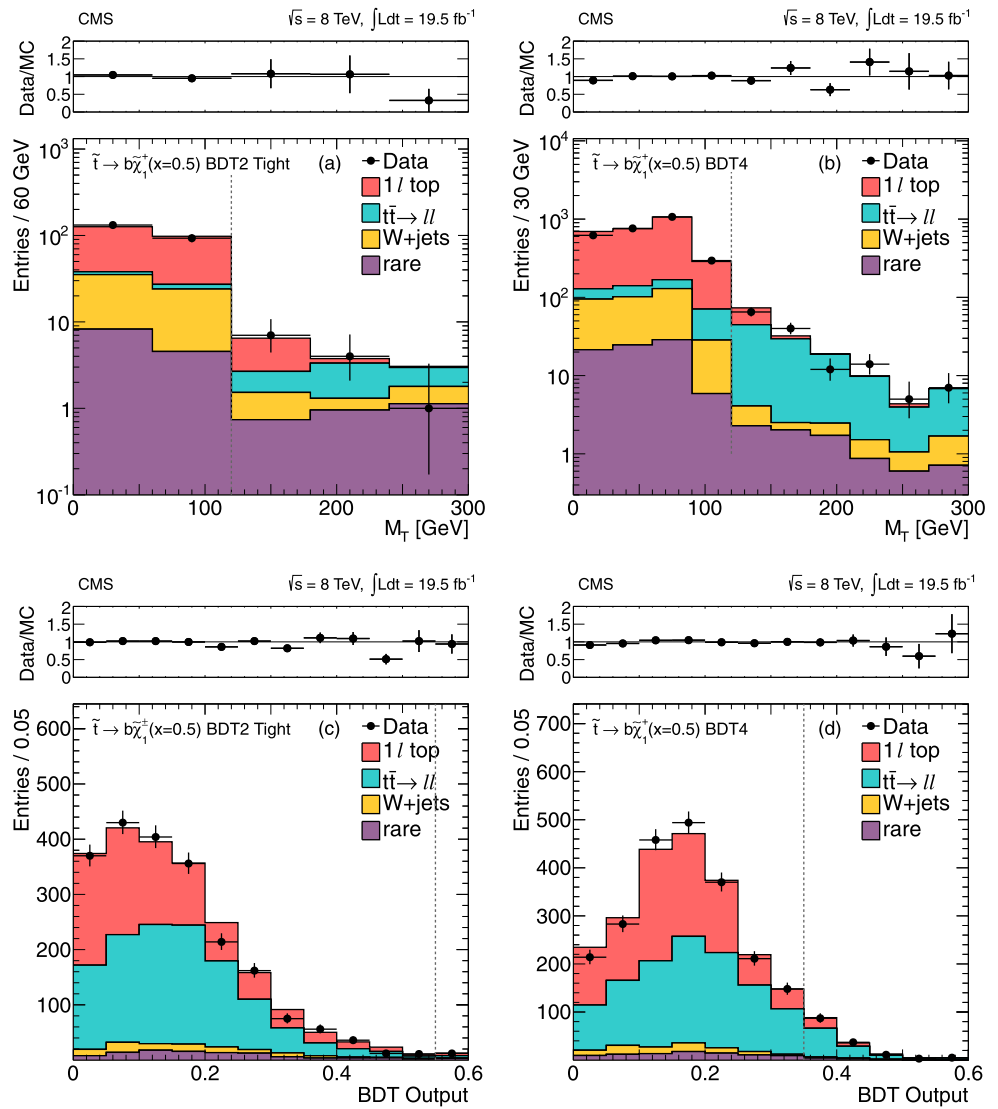 CMS √s = 8 TeV, ∫Ldt = 19.5 fb⁻¹
Data/MC
2
1.5
1
0.5
0
Entries / 60 GeV
10³
10²
10
1
10⁻¹
t̃ → bχ̃₁⁺(x=0.5) BDT2 Tight (a)
Data
1l top
tt̄ → ll
W+jets
rare
0 100 200 300
M_T [GeV]
CMS √s = 8 TeV, ∫Ldt = 19.5 fb⁻¹
Data/MC
2
1.5
1
0.5
0
Entries / 30 GeV
10⁴
10³
10²
10
1
t̃ → bχ̃₁⁺(x=0.5) BDT4 (b)
Data
1l top
tt̄ → ll
W+jets
rare
0 100 200 300
M_T [GeV]
CMS √s = 8 TeV, ∫Ldt = 19.5 fb⁻¹
Data/MC
2
1.5
1
0.5
0
Entries / 0.05
600
500
400
300
200
100
t̃ → bχ̃₁±(x=0.5) BDT2 Tight (c)
Data
1l top
tt̄ → ll
W+jets
rare
0 0.2 0.4 0.6
BDT Output
CMS √s = 8 TeV, ∫Ldt = 19.5 fb⁻¹
Data/MC
2
1.5
1
0.5
0
Entries / 0.05
700
600
500
400
300
200
100
t̃ → bχ̃₁⁺(x=0.5) BDT4 (d)
Data
1l top
tt̄ → ll
W+jets
rare
0 0.2 0.4 0.6
BDT Output